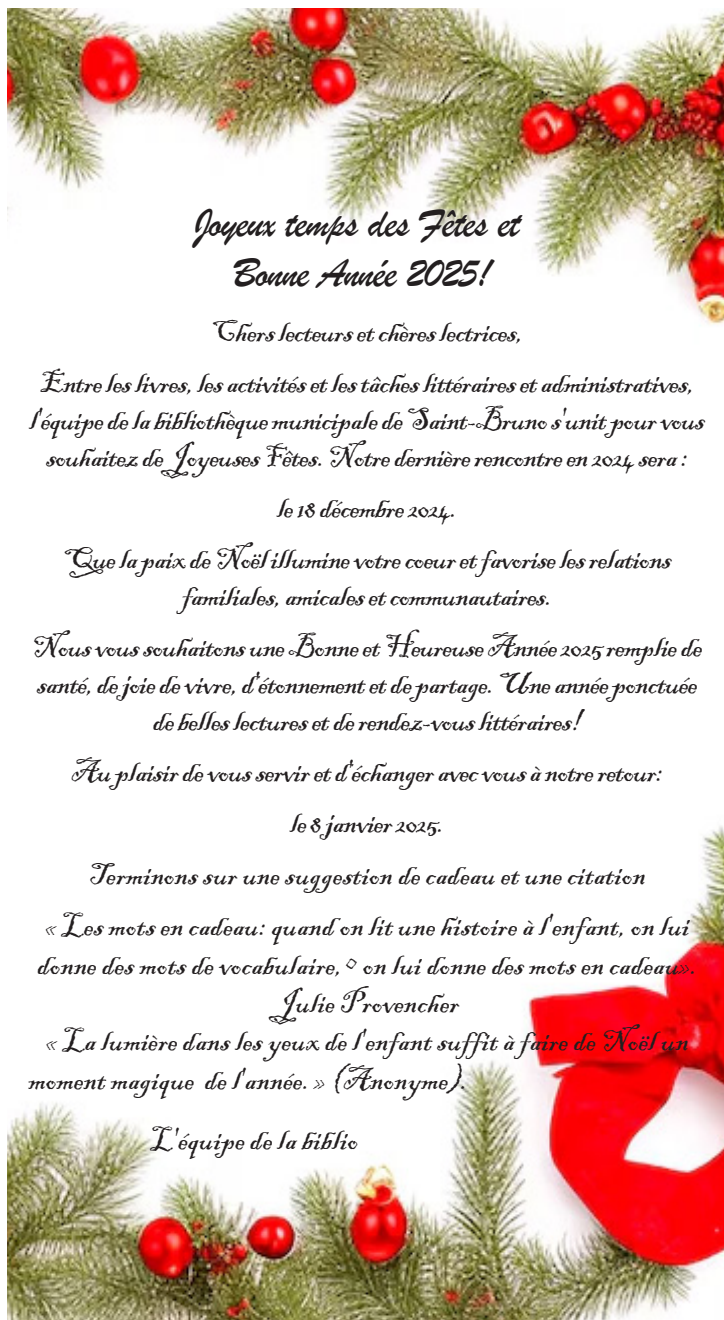 Joyeux temps des Fêtes et
Bonne Année 2025!
Chers lecteurs et chères lectrices,
Entre les livres, les activités et les tâches littéraires et administratives,
l'équipe de la bibliothèque municipale de Saint-Bruno s'unit pour vous
souhaitez de Joyeuses Fêtes. Notre dernière rencontre en 2024 sera :
le 18 décembre 2024.
Que la paix de Noël illumine votre coeur et favorise les relations
familiales, amicales et communautaires.
Nous vous souhaitons une Bonne et Heureuse Année 2025 remplie de
santé, de joie de vivre, d'étonnement et de partage. Une année ponctuée
de belles lectures et de rendez-vous littéraires!
Au plaisir de vous servir et d'échanger avec vous à notre retour:
le 8 janvier 2025.
Terminons sur une suggestion de cadeau et une citation
« Les mots en cadeau: quand on lit une histoire à l'enfant, on lui
donne des mots de vocabulaire, ° on lui donne des mots en cadeau».
Julie Provencher
« La lumière dans les yeux de l'enfant suffit à faire de Noël un
moment magique de l'année. » (Anonyme).
L'équipe de la biblio